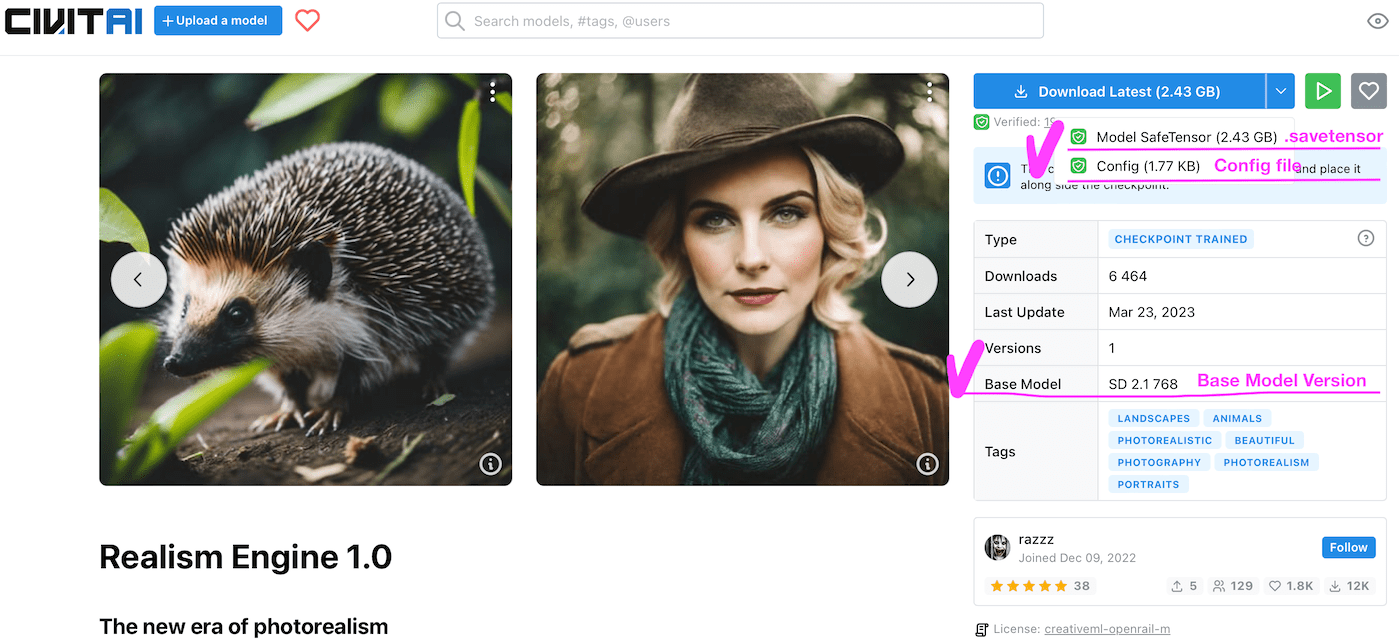 CIVITAI
+ Upload a model
Search models, #tags, @users
Download Latest (2.43 GB)
Verified:
Model SafeTensor (2.43 GB) .savetensor
Config (1.77 KB) Config file
and place it
along side the checkpoint.
Type CHECKPOINT TRAINED
Downloads 6 464
Last Update Mar 23, 2023
Versions 1
Base Model SD 2.1 768 Base Model Version
Tags
LANDSCAPES ANIMALS
PHOTOREALISTIC BEAUTIFUL
PHOTOGRAPHY PHOTOREALISM
PORTRAITS
razzz
Joined Dec 09, 2022
Follow
38 5 129 1.8K 12K
License: creativeml-openrail-m
Realism Engine 1.0
The new era of photorealism